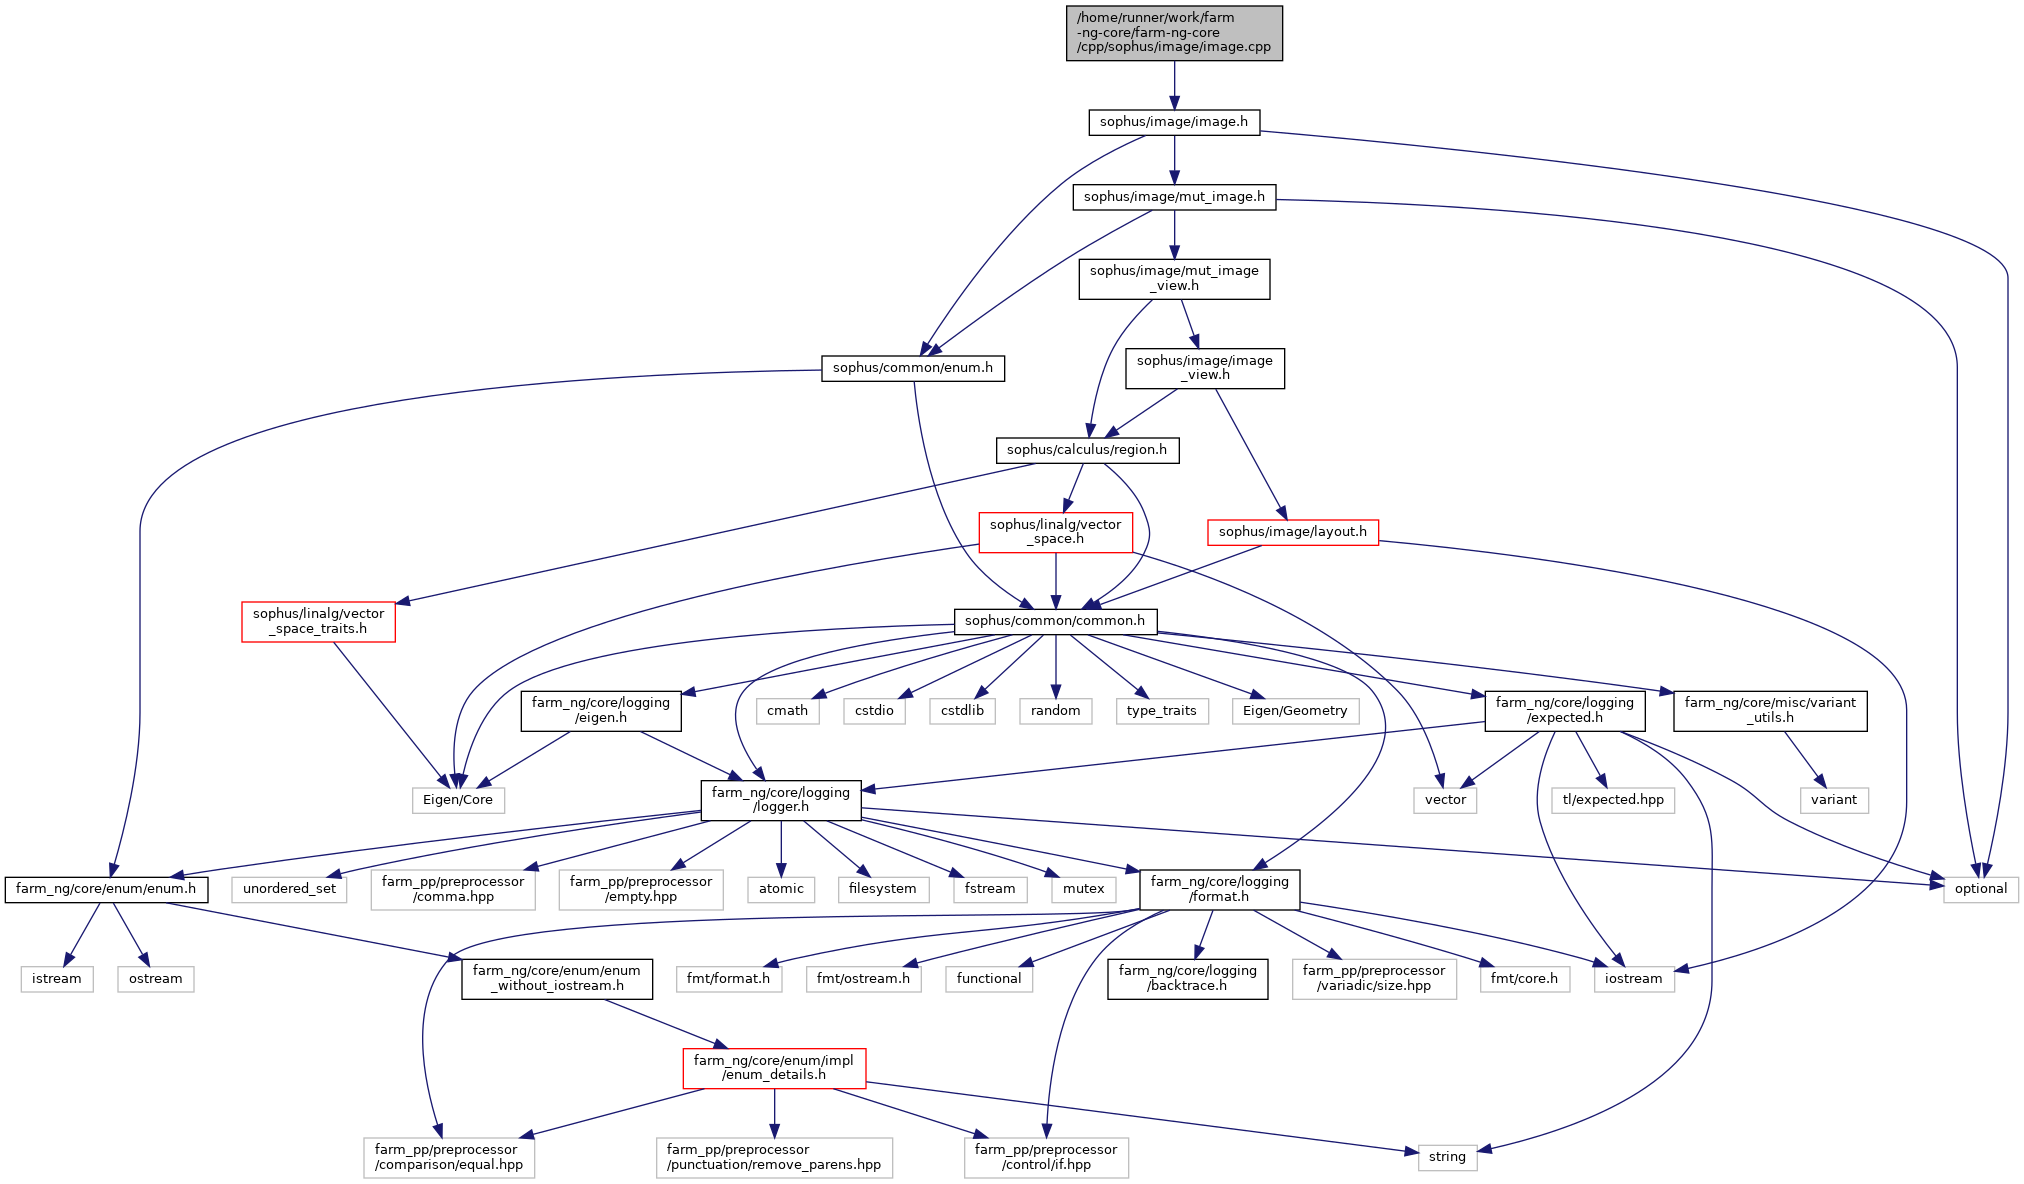 /home/runner/work/farm
-ng-core/farm-ng-core
/cpp/sophus/image/image.cpp
sophus/image/image.h
sophus/image/mut_image.h
sophus/image/mut_image
_view.h
sophus/common/enum.h
sophus/image/image
_view.h
sophus/calculus/region.h
sophus/linalg/vector
_space.h
sophus/image/layout.h
sophus/linalg/vector
_space_traits.h
sophus/common/common.h
farm_ng/core/logging
/eigen.h
cmath
cstdio
cstdlib
random
type_traits
Eigen/Geometry
farm_ng/core/logging
/expected.h
farm_ng/core/misc/variant
_utils.h
Eigen/Core
farm_ng/core/logging
/logger.h
vector
tl/expected.hpp
variant
farm_ng/core/enum/enum.h
unordered_set
farm_pp/preprocessor
/comma.hpp
farm_pp/preprocessor
/empty.hpp
atomic
filesystem
fstream
mutex
farm_ng/core/logging
/format.h
optional
istream
ostream
farm_ng/core/enum/enum
_without_iostream.h
fmt/format.h
fmt/ostream.h
functional
farm_ng/core/logging
/backtrace.h
farm_pp/preprocessor
/variadic/size.hpp
fmt/core.h
iostream
farm_ng/core/enum/impl
/enum_details.h
farm_pp/preprocessor
/comparison/equal.hpp
farm_pp/preprocessor
/punctuation/remove_parens.hpp
farm_pp/preprocessor
/control/if.hpp
string